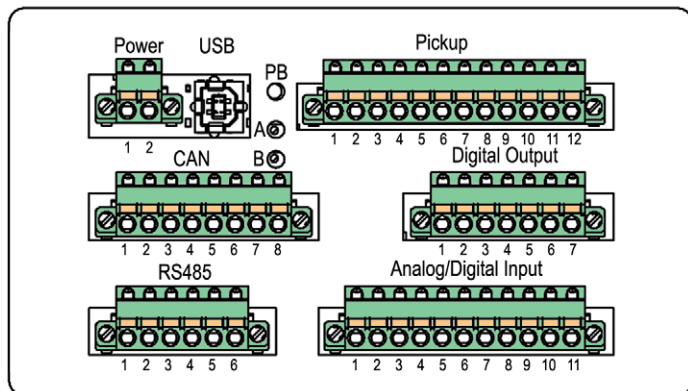 Power USB Pickup
PB
A
1 2
1 2 3 4 5 6 7 8 9 10 11 12
CAN B Digital Output
1 2 3 4 5 6 7 8
1 2 3 4 5 6 7
RS485 Analog/Digital Input
1 2 3 4 5 6
1 2 3 4 5 6 7 8 9 10 11